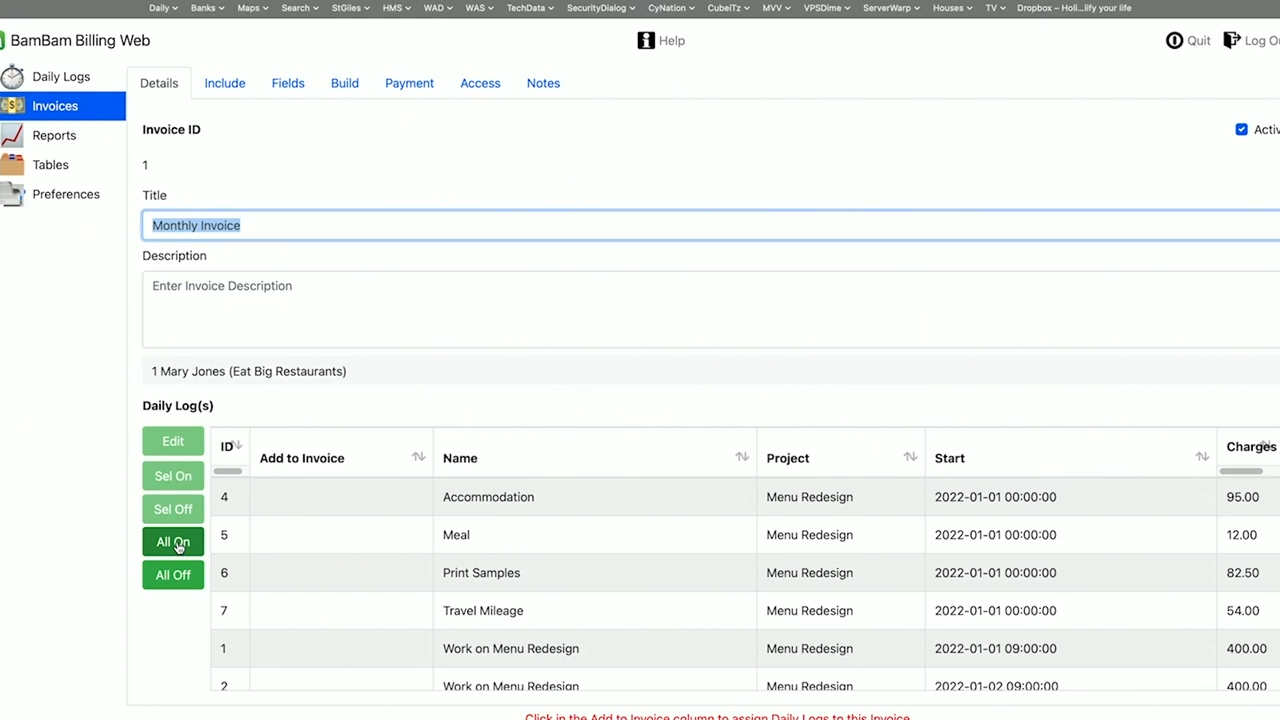 Daily Banks Maps Search StGiles HMS WAD WAS TechData SecurityDialog CyNation CubelTz MVV VPSDime ServerWarp Houses TV Dropbox – Holi...lify your life
BamBam Billing Web Help Quit Log Ou
Daily Logs
Invoices
Reports
Tables
Preferences
Details Include Fields Build Payment Access Notes
Invoice ID Activ
1
Title
Monthly Invoice
Description
Enter Invoice Description
1 Mary Jones (Eat Big Restaurants)
Daily Log(s)
Edit
Sel On
Sel Off
All On
All Off
ID Add to Invoice Name Project Start Charges
4 Accommodation Menu Redesign 2022-01-01 00:00:00 95.00
5 Meal Menu Redesign 2022-01-01 00:00:00 12.00
6 Print Samples Menu Redesign 2022-01-01 00:00:00 82.50
7 Travel Mileage Menu Redesign 2022-01-01 00:00:00 54.00
1 Work on Menu Redesign Menu Redesign 2022-01-01 09:00:00 400.00
2 Work on Menu Redesign Menu Redesign 2022-01-02 09:00:00 400.00
Click in the Add to Invoice column to assign Daily Logs to this Invoice